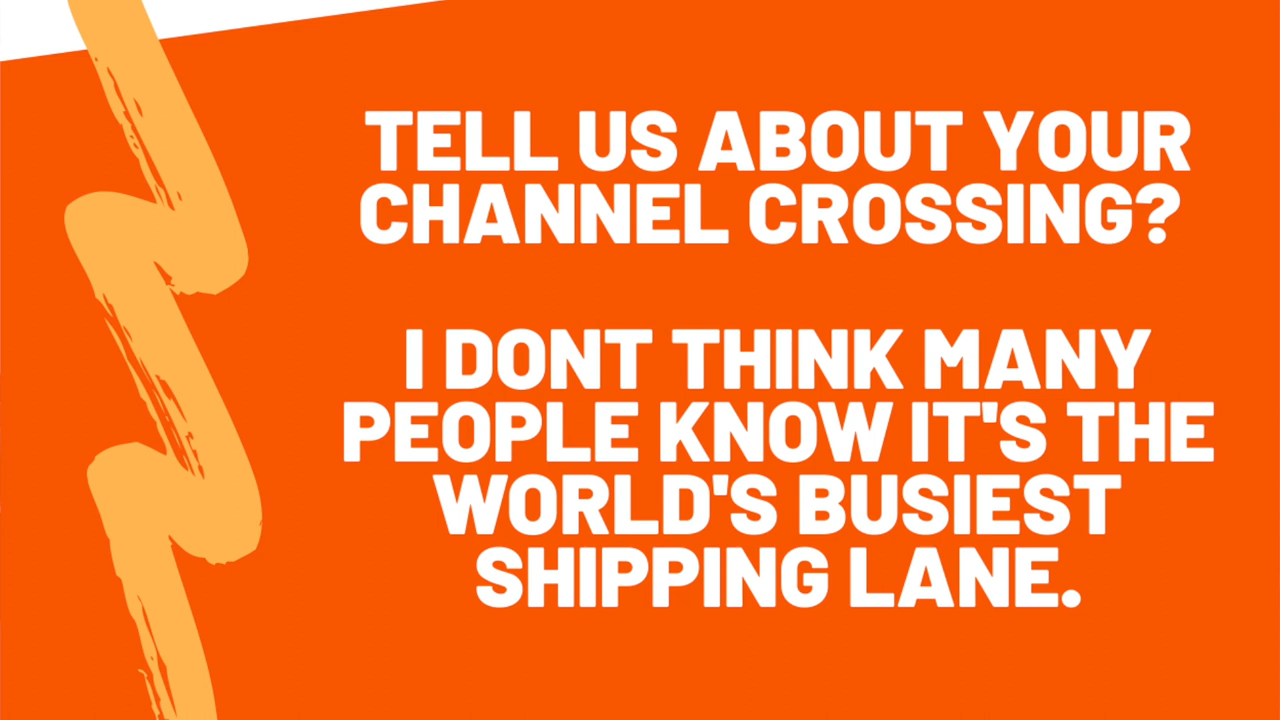 TELL US ABOUT YOUR
CHANNEL CROSSING?
I DONT THINK MANY
PEOPLE KNOW IT'S THE
WORLD'S BUSIEST
SHIPPING LANE.